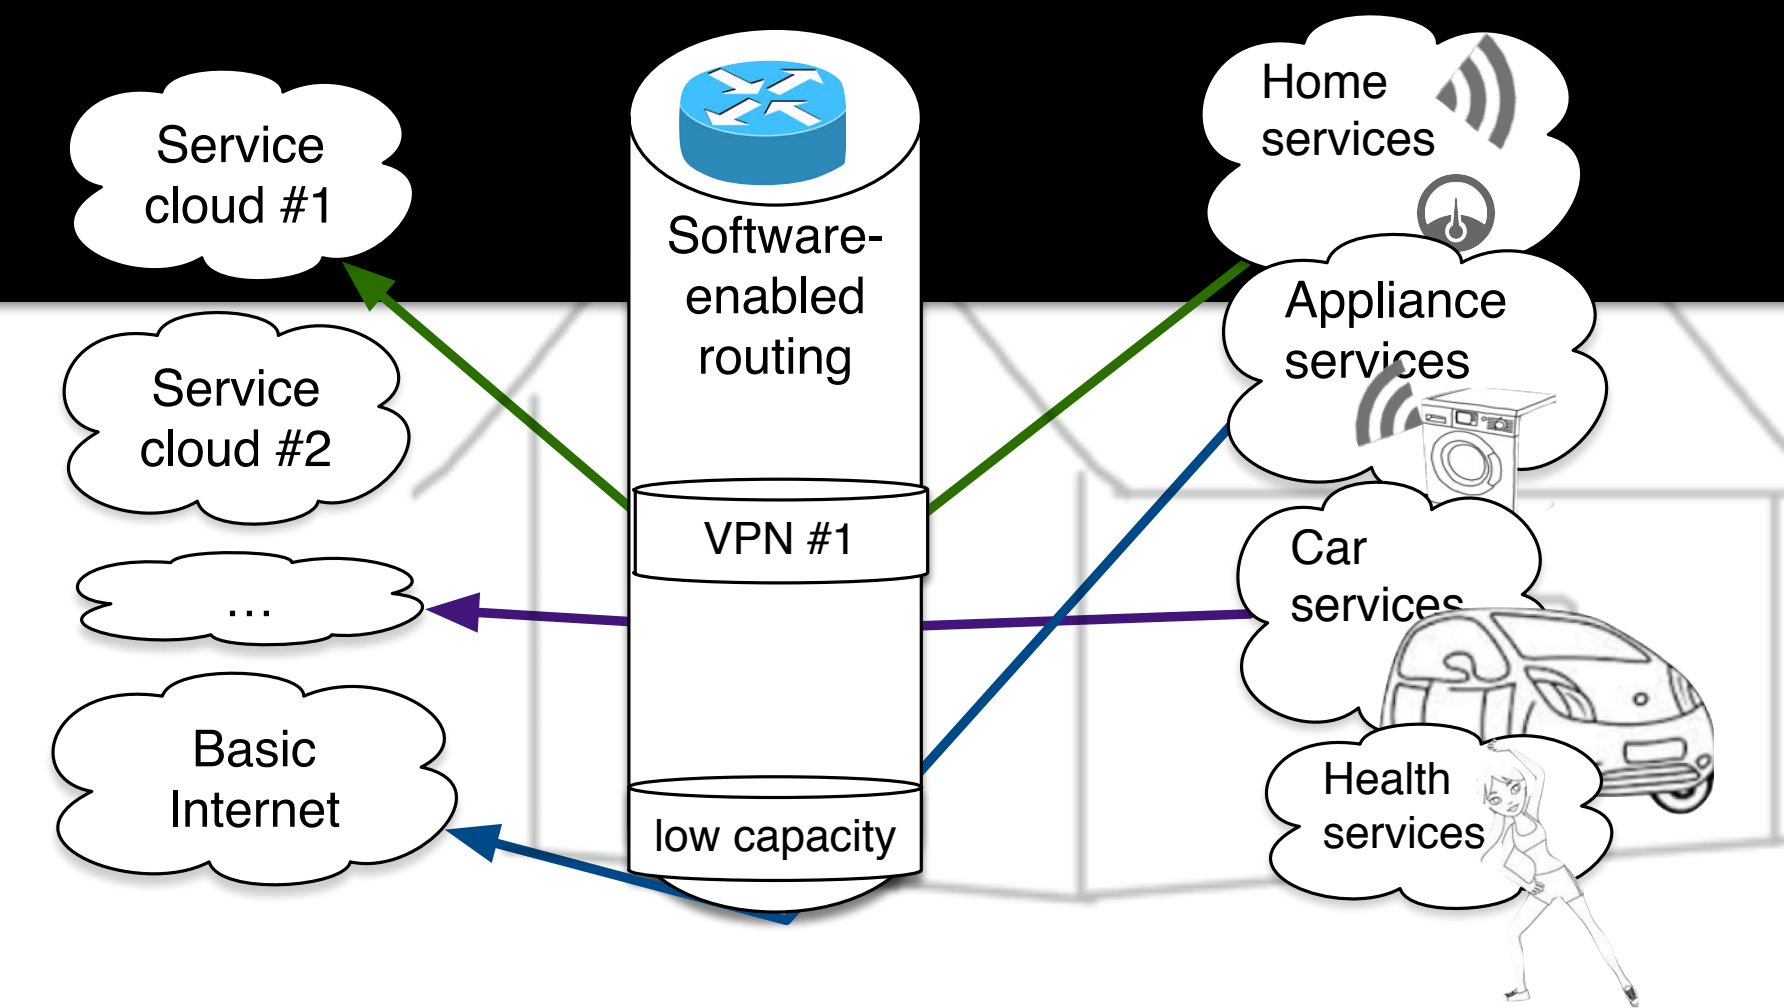 Service
cloud #1
Service
cloud #2
...
Basic
Internet
Software-
enabled
routing
VPN #1
low capacity
Home
services
Appliance
services
Car
services
Health
services